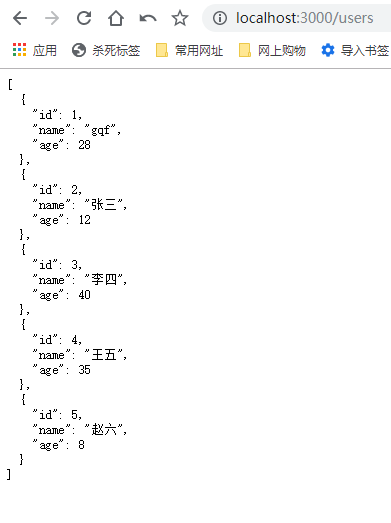 localhost:3000/users
应用 杀死标签 常用网址 网上购物 导入书签
[
  {
    "id": 1,
    "name": "gqf",
    "age": 28
  },
  {
    "id": 2,
    "name": "张三",
    "age": 12
  },
  {
    "id": 3,
    "name": "李四",
    "age": 40
  },
  {
    "id": 4,
    "name": "王五",
    "age": 35
  },
  {
    "id": 5,
    "name": "赵六",
    "age": 8
  }
]